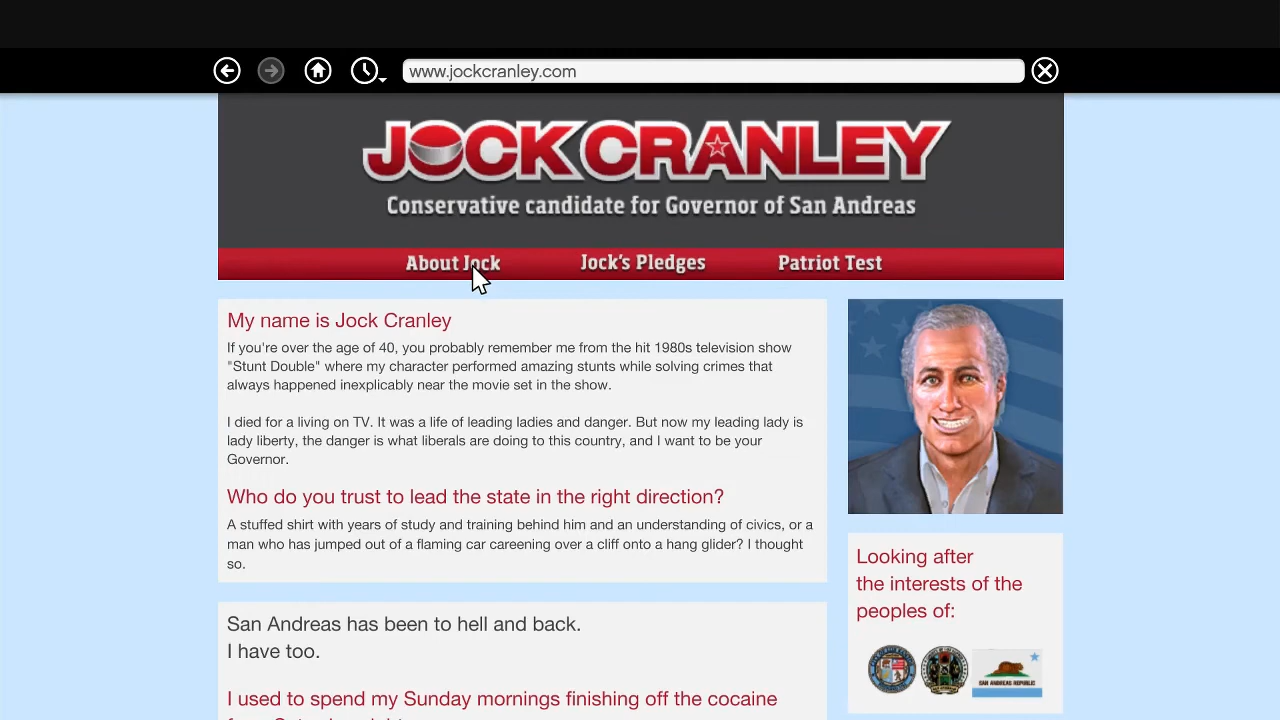 www.jockcranley.com
JOCK CRANLEY
Conservative candidate for Governor of San Andreas
About Jock
Jock's Pledges
Patriot Test
My name is Jock Cranley
If you're over the age of 40, you probably remember me from the hit 1980s television show
"Stunt Double" where my character performed amazing stunts while solving crimes that
always happened inexplicably near the movie set in the show.
I died for a living on TV. It was a life of leading ladies and danger. But now my leading lady is
lady liberty, the danger is what liberals are doing to this country, and I want to be your
Governor.
Who do you trust to lead the state in the right direction?
A stuffed shirt with years of study and training behind him and an understanding of civics, or a
man who has jumped out of a flaming car careening over a cliff onto a hang glider? I thought
so.
San Andreas has been to hell and back.
I have too.
I used to spend my Sunday mornings finishing off the cocaine
Looking after
the interests of the
peoples of:
SAN ANDREAS REPUBLIC